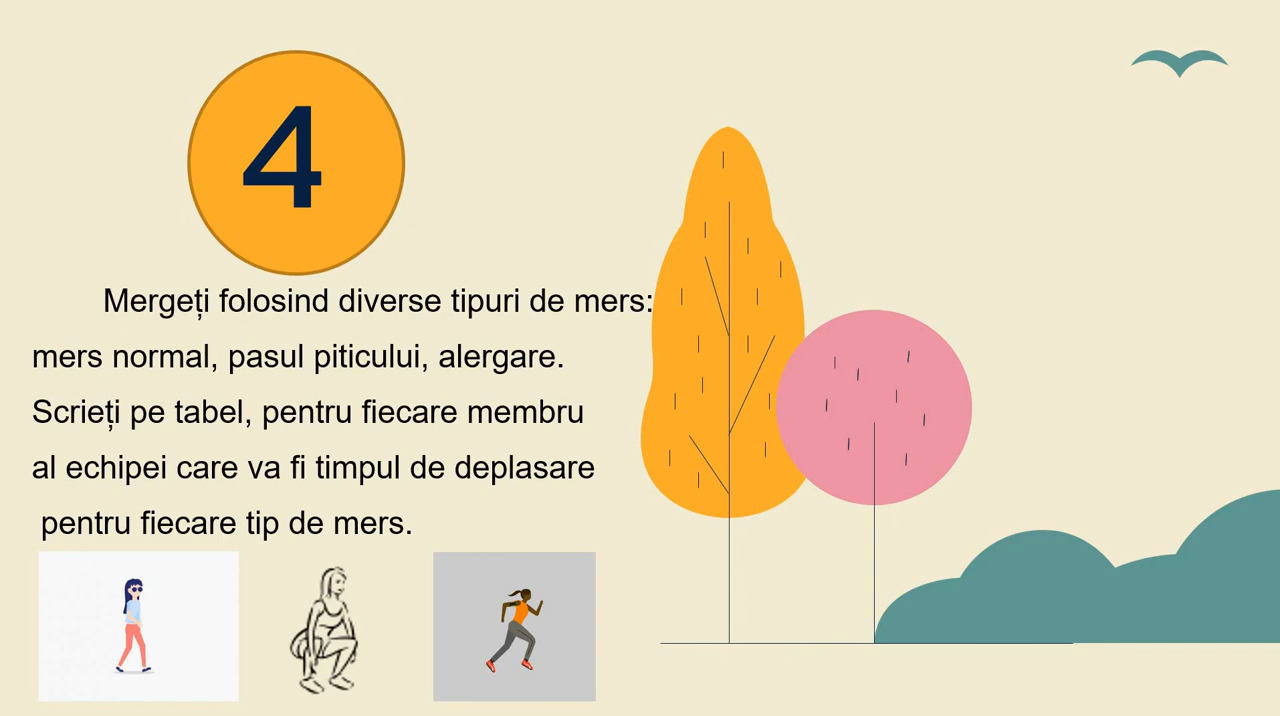 4
Mergeți folosind diverse tipuri de mers:
mers normal, pasul piticului, alergare.
Scrieți pe tabel, pentru fiecare membru
al echipei care va fi timpul de deplasare
pentru fiecare tip de mers.